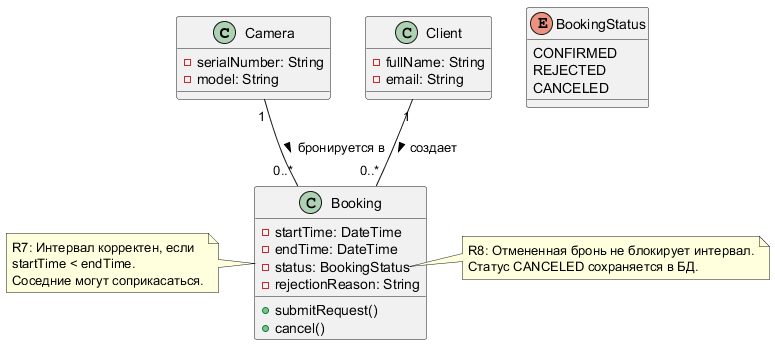 C Camera
serialNumber: String
model: String
C Client
fullName: String
email: String
E BookingStatus
CONFIRMED
REJECTED
CANCELED
1
1
бронируется в
создает
0..*
0..*
C Booking
startTime: DateTime
endTime: DateTime
status: BookingStatus
rejectionReason: String
submitRequest()
cancel()
R7: Интервал корректен, если
startTime < endTime.
Соседние могут соприкасаться.
R8: Отмененная бронь не блокирует интервал.
Статус CANCELED сохраняется в БД.